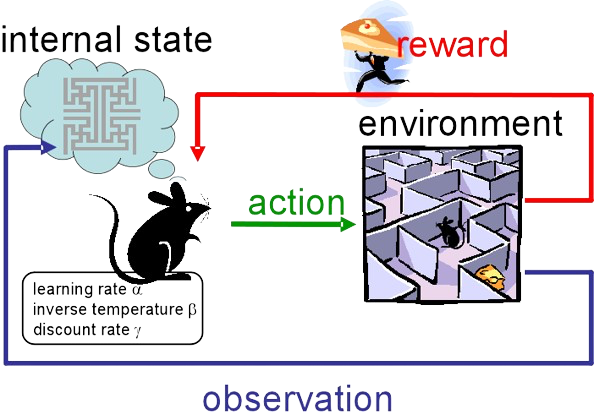 internal state
reward
environment
action
learning rate α
inverse temperature β
discount rate γ
observation